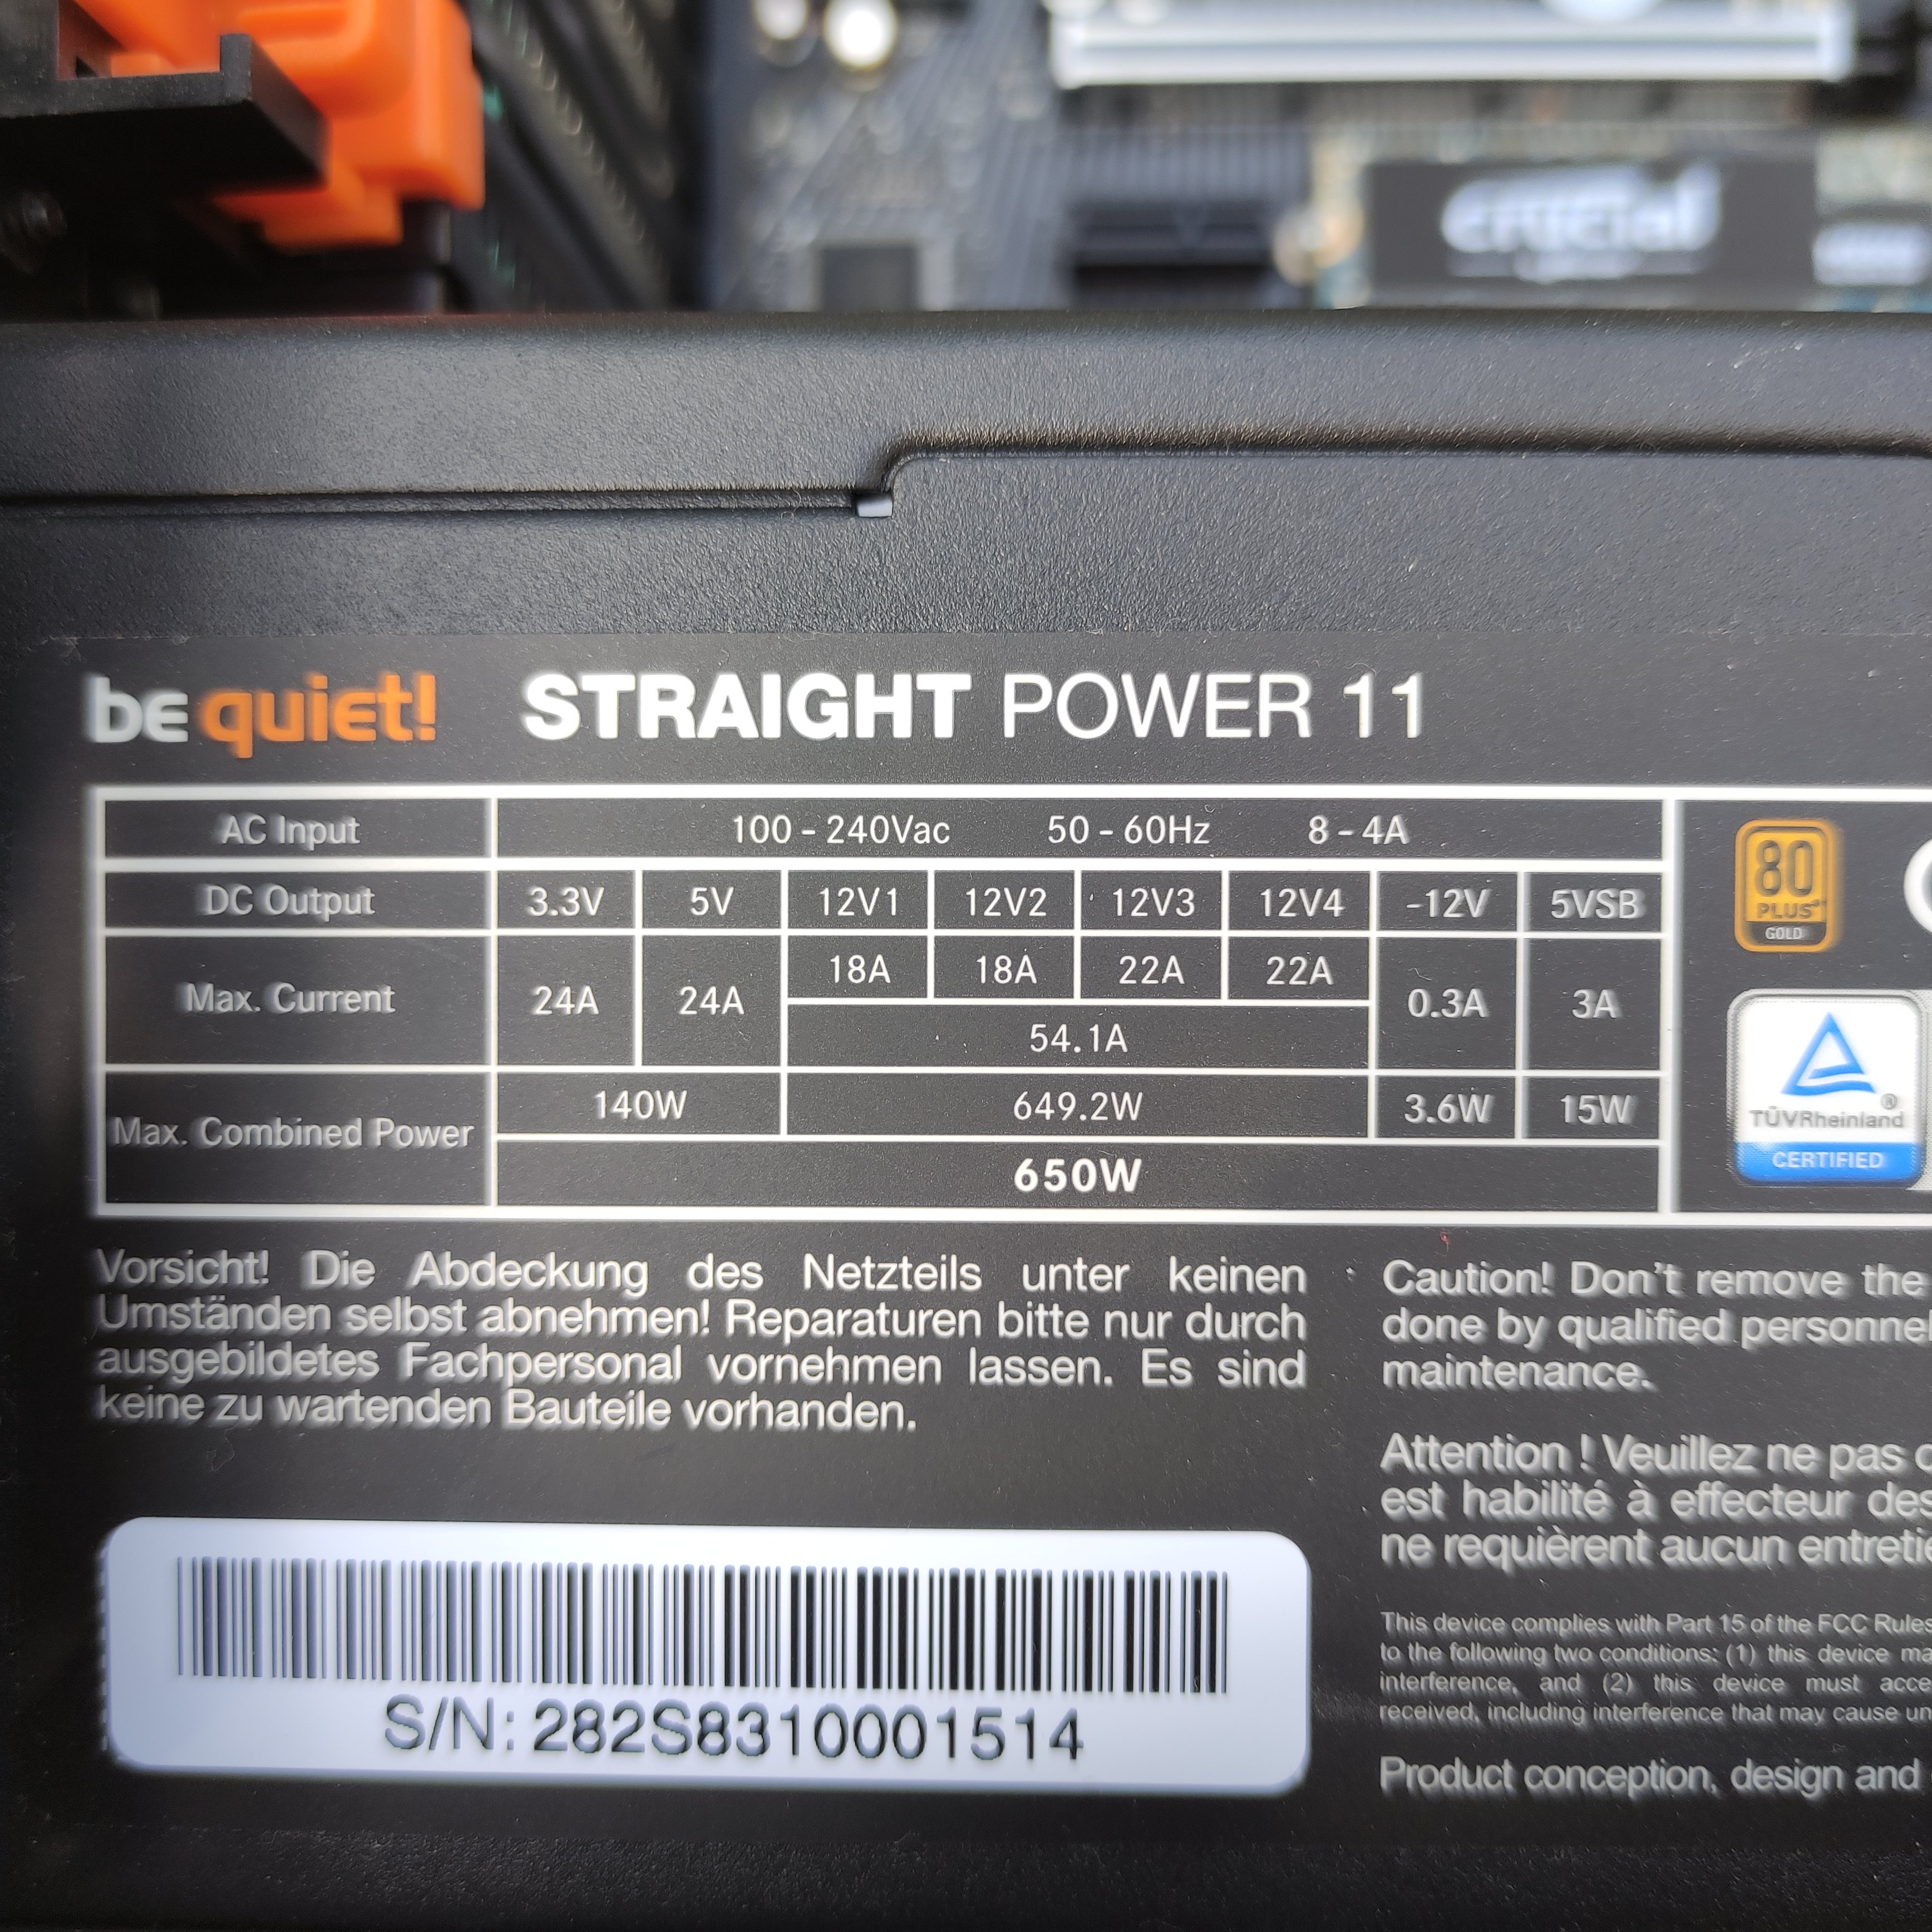 crucial
be quiet! STRAIGHT POWER 11
AC Input 100 - 240Vac 50 - 60Hz 8 - 4A
DC Output 3.3V 5V 12V1 12V2 12V3 12V4 -12V 5VSB
Max. Current 24A 24A 18A 18A 22A 22A 0.3A 3A
54.1A
Max. Combined Power 140W 649.2W 3.6W 15W
650W
80
PLUS
GOLD
TÜVRheinland®
CERTIFIED
Vorsicht! Die Abdeckung des Netzteils unter keinen
Umständen selbst abnehmen! Reparaturen bitte nur durch
ausgebildetes Fachpersonal vornehmen lassen. Es sind
keine zu wartenden Bauteile vorhanden.
S/N: 282S8310001514
Caution! Don't remove the
done by qualified personne
maintenance.
Attention ! Veuillez ne pas
est habilité à effecteur des
ne requièrent aucun entreti
This device complies with Part 15 of the FCC Rules
to the following two conditions: (1) this device ma
interference, and (2) this device must acce
received, including interference that may cause un
Product conception, design and